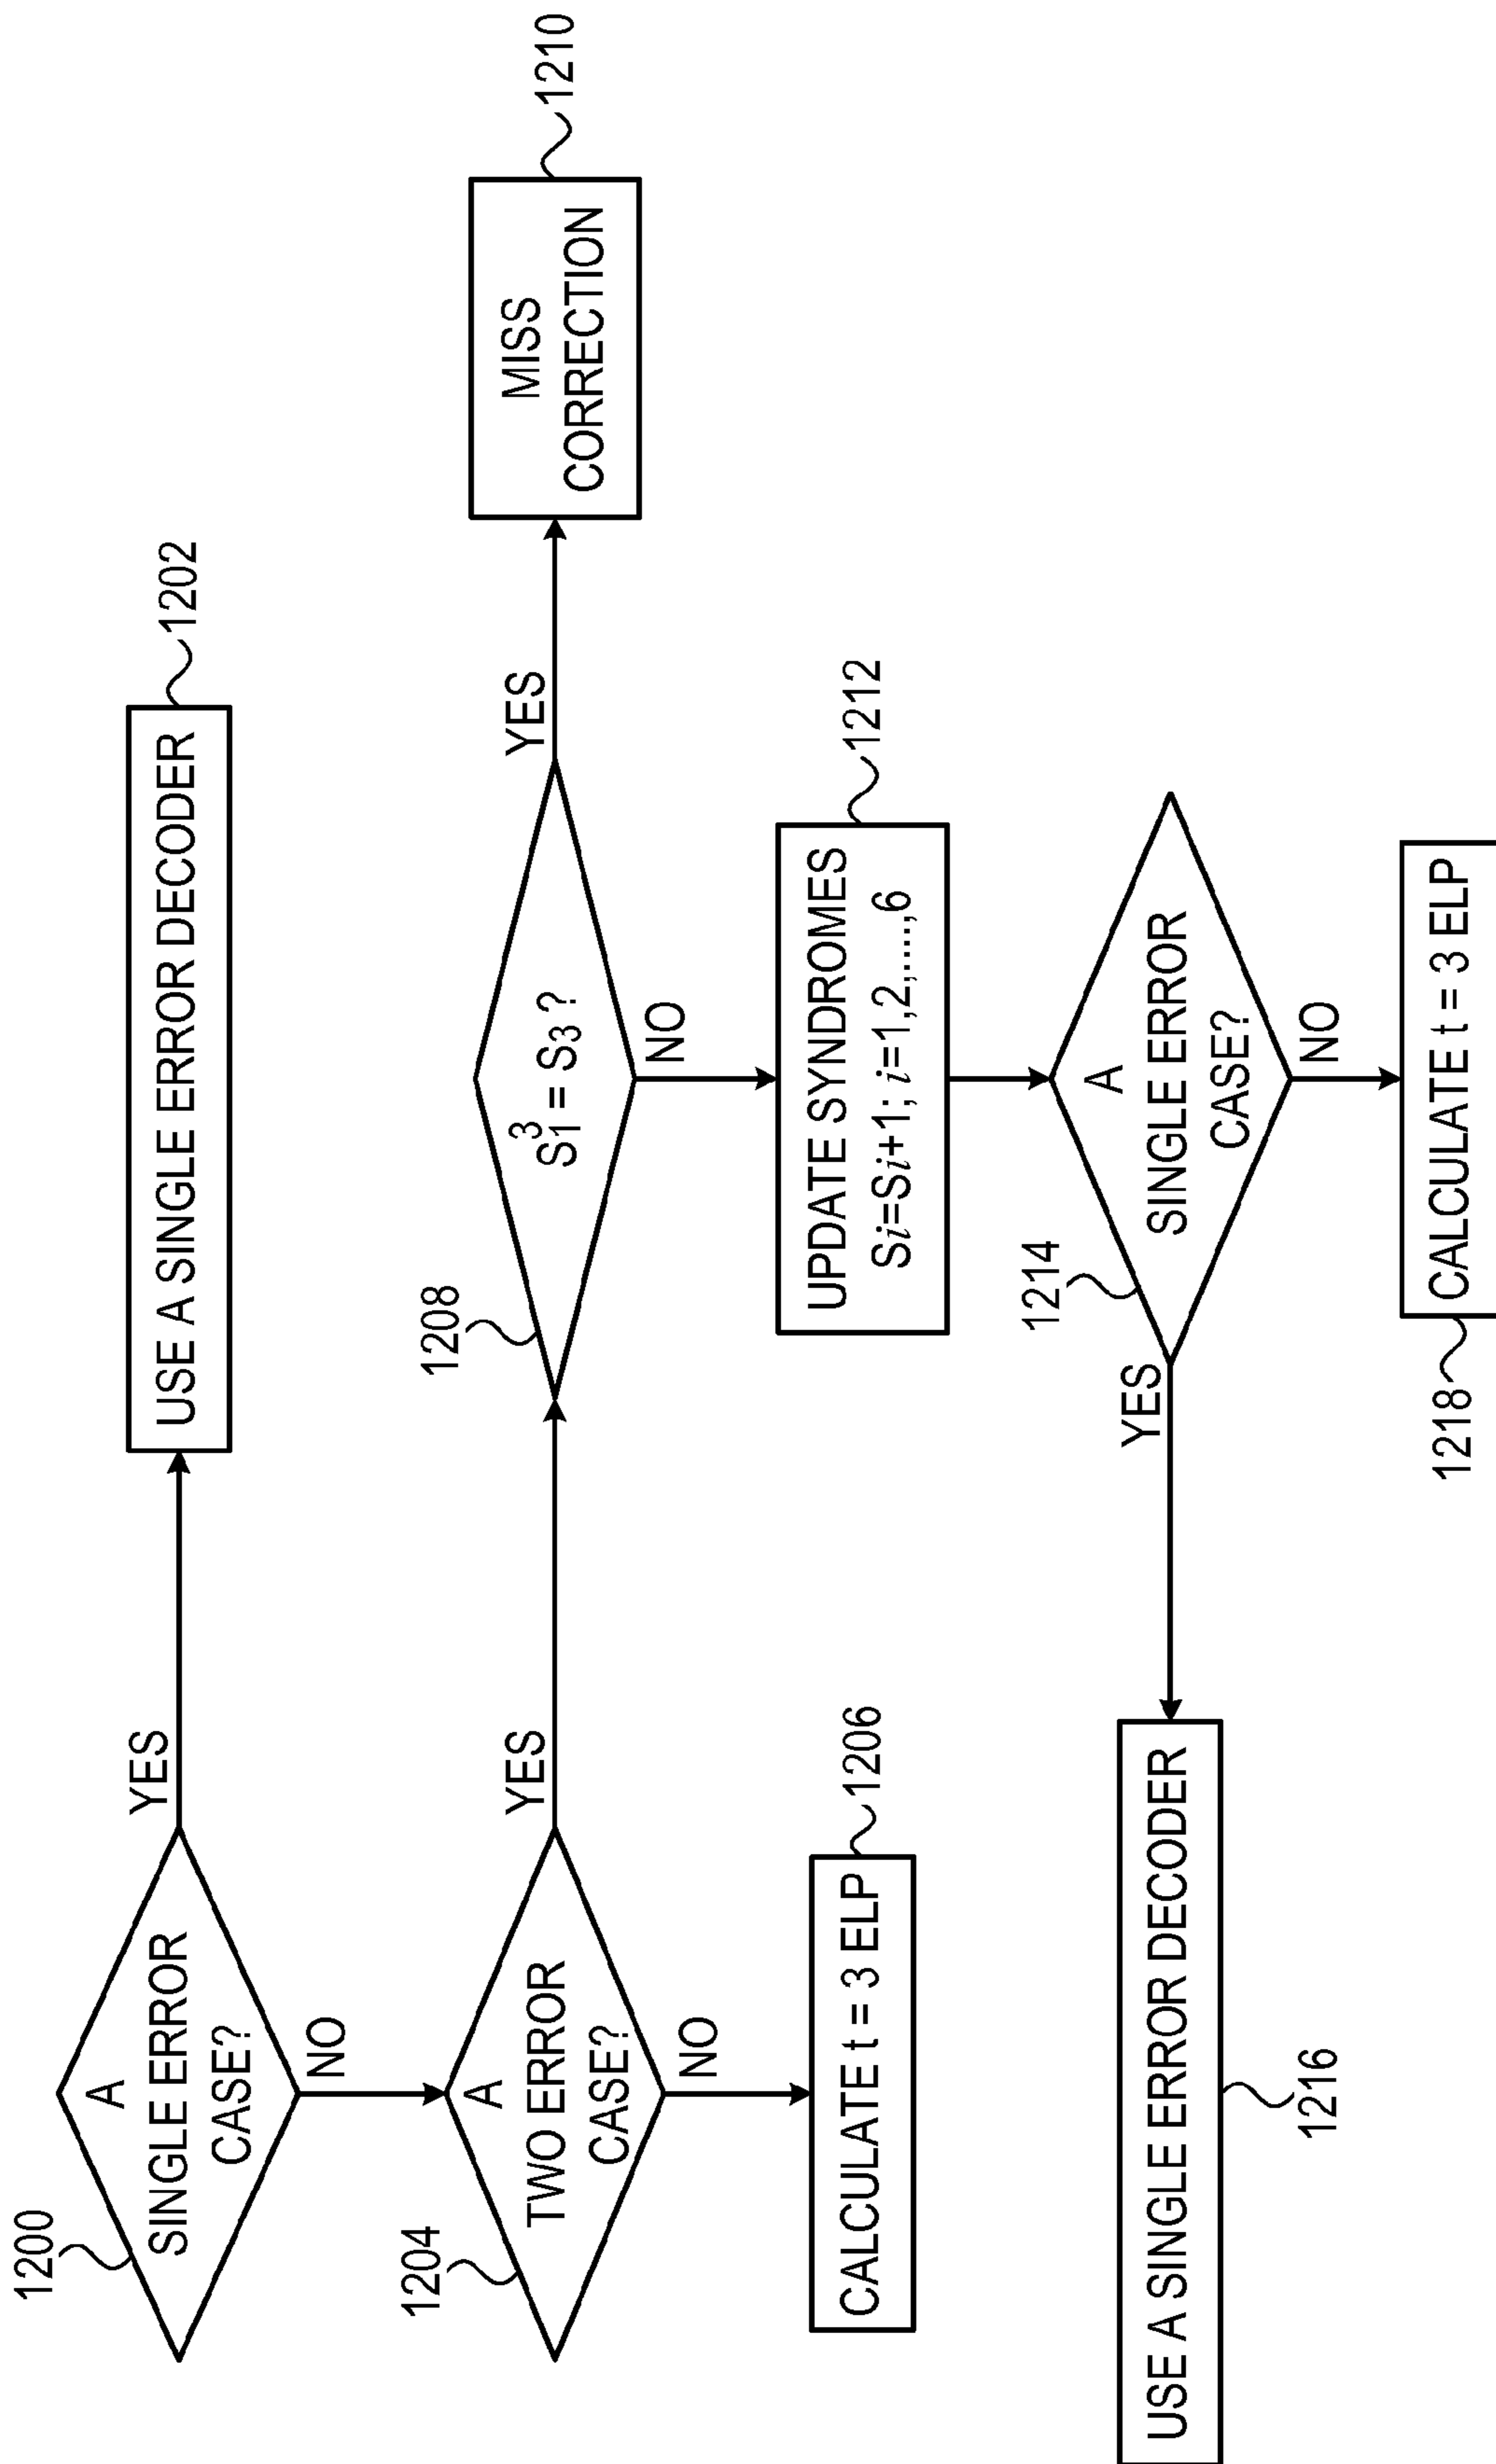 1200
A
SINGLE ERROR
CASE?
YES
USE A SINGLE ERROR DECODER
1202
NO
1204
A
TWO ERROR
CASE?
YES
1208
S₁³ = S₃ ?
YES
MISS
CORRECTION
1210
NO
CALCULATE t = 3 ELP
1206
NO
UPDATE SYNDROMES
Si=Si+1; i=1,2,....,6
1212
1214
A
SINGLE ERROR
CASE?
YES
USE A SINGLE ERROR DECODER
1216
NO
CALCULATE t = 3 ELP
1218